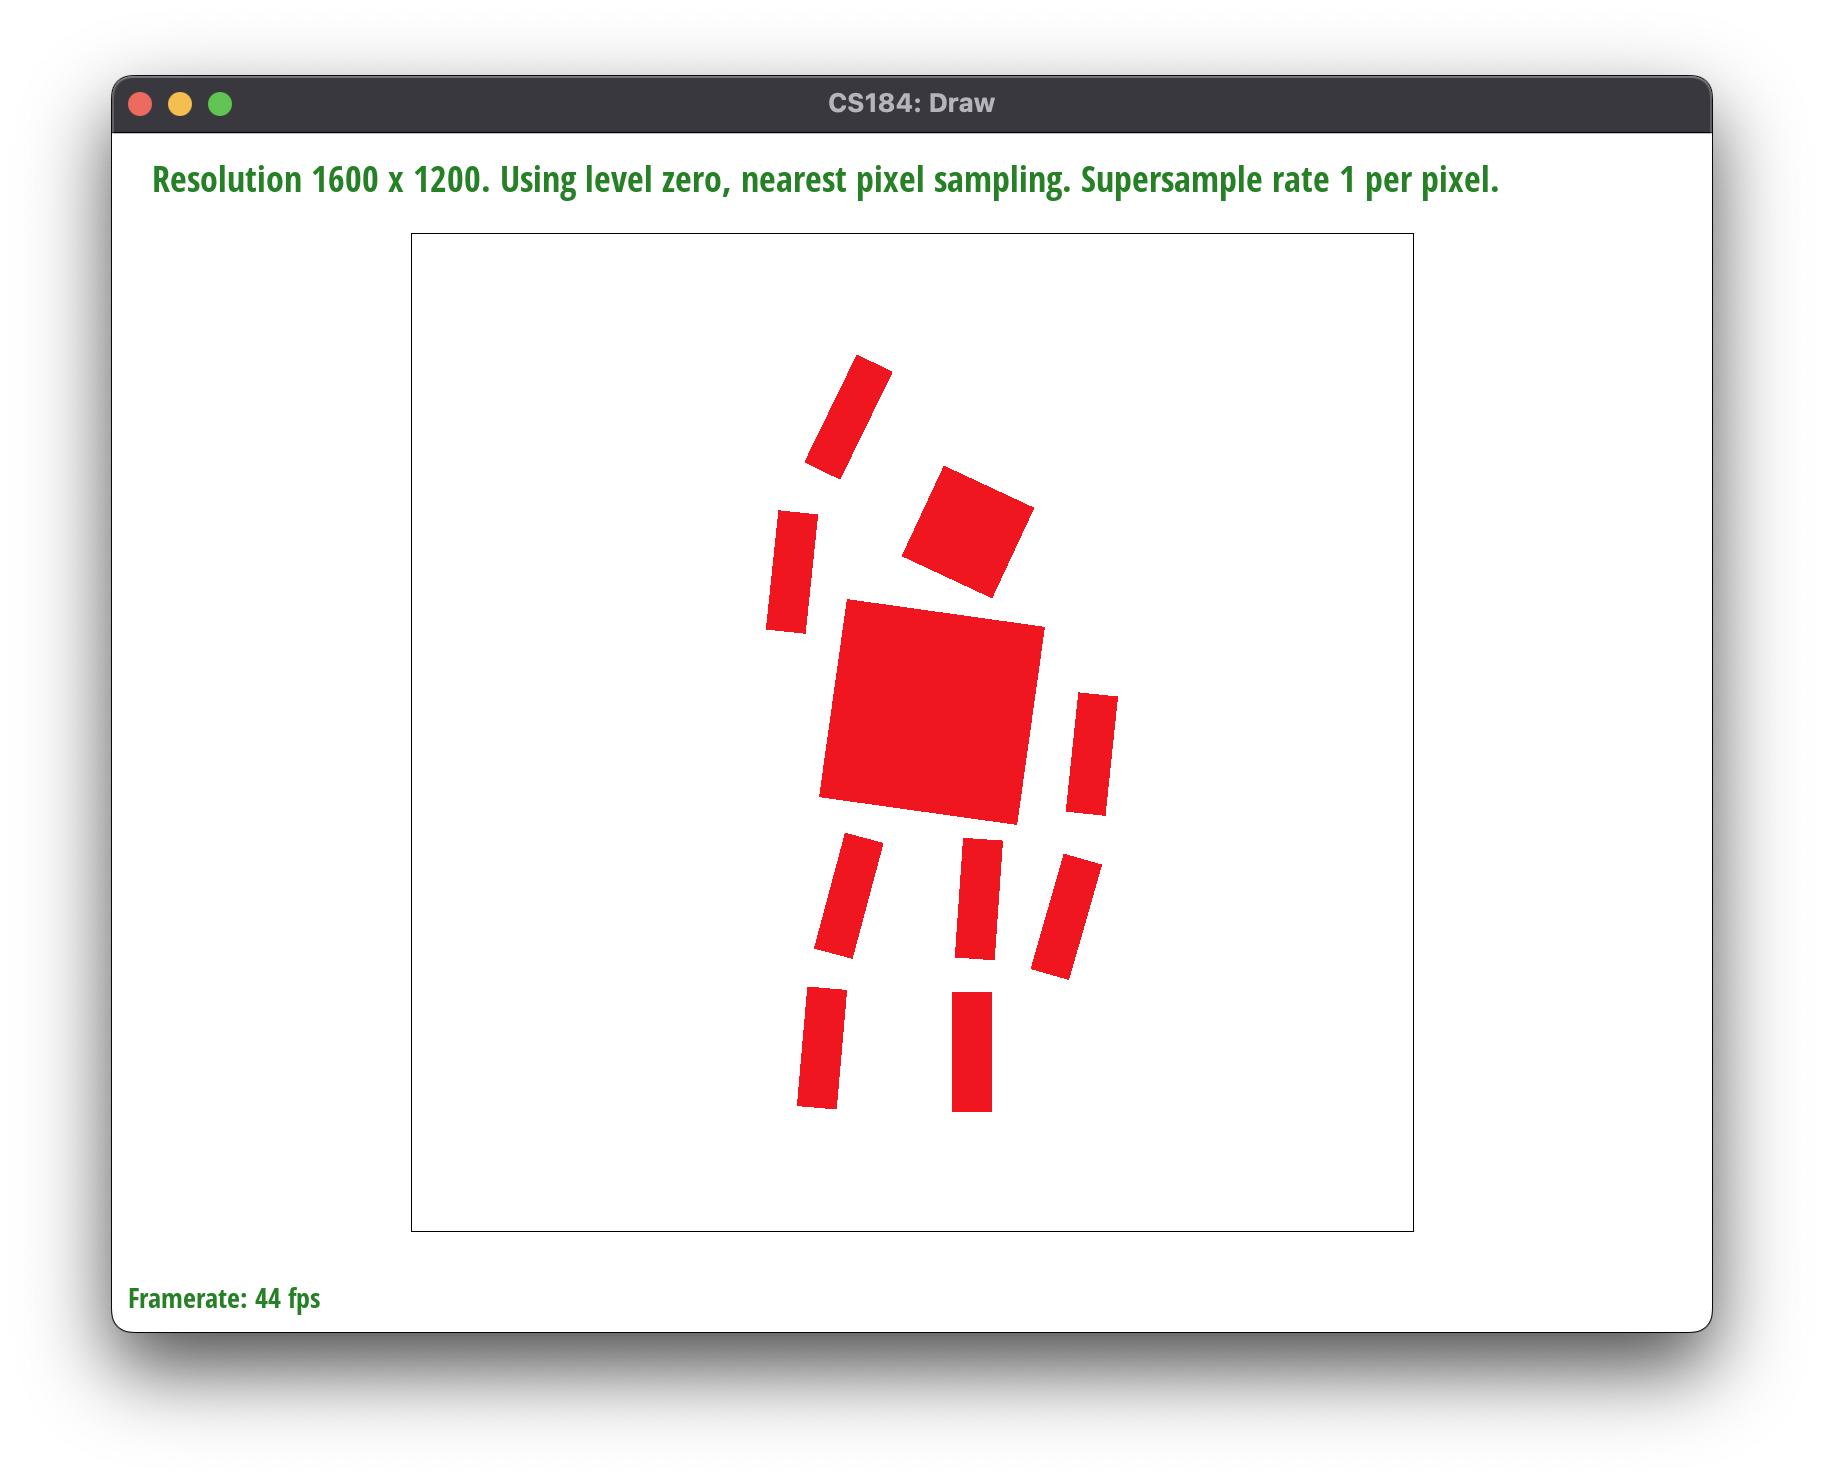 CS184: Draw
Resolution 1600 x 1200. Using level zero, nearest pixel sampling. Supersample rate 1 per pixel.
Framerate: 44 fps